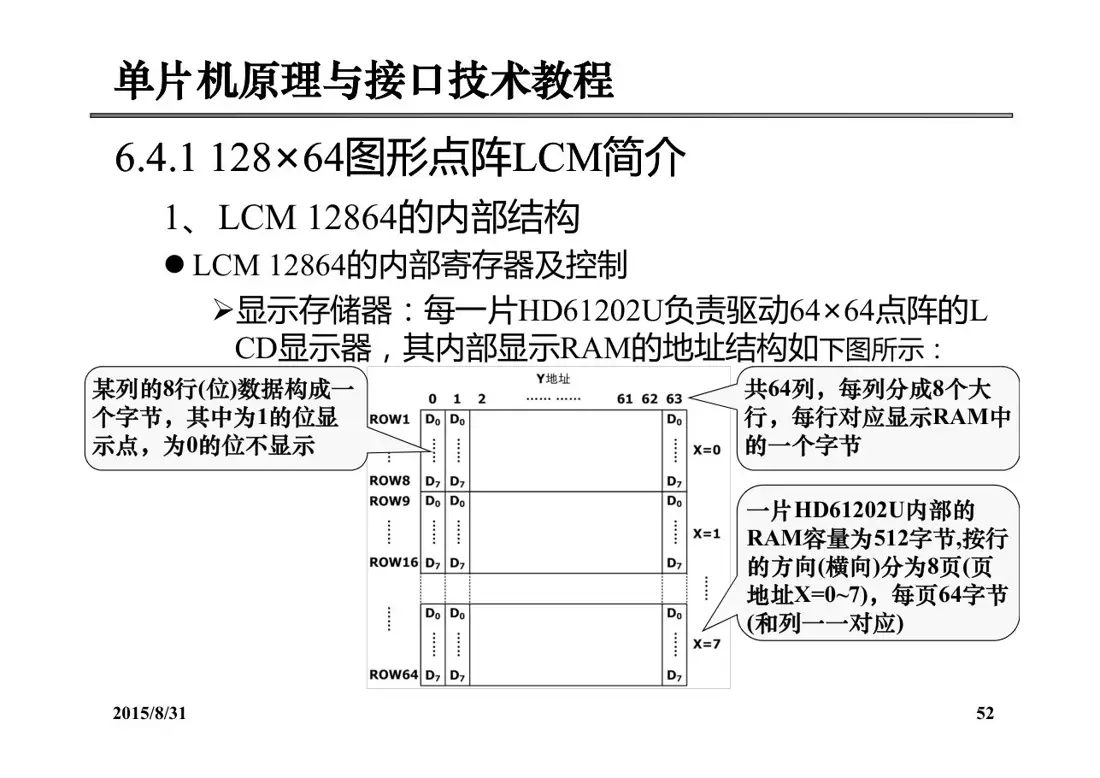 单片机原理与接口技术教程
6.4.1 128×64图形点阵LCM简介
1、LCM 12864的内部结构
●LCM 12864的内部寄存器及控制
➢显示存储器：每一片HD61202U负责驱动64×64点阵的L
CD显示器，其内部显示RAM的地址结构如下图所示：
某列的8行(位)数据构成一
个字节，其中为1的位显
示点，为0的位不显示
Y地址
0 1 2 …… …… 61 62 63
ROW1 D0 D0 D0
X=0
ROW8 D7 D7 D7
ROW9 D0 D0 D0
X=1
ROW16 D7 D7 D7
D0 D0 D0
X=7
ROW64 D7 D7 D7
共64列，每列分成8个大
行，每行对应显示RAM中
的一个字节
一片HD61202U内部的
RAM容量为512字节,按行
的方向(横向)分为8页(页
地址X=0~7)，每页64字节
(和列一一对应)
2015/8/31
52